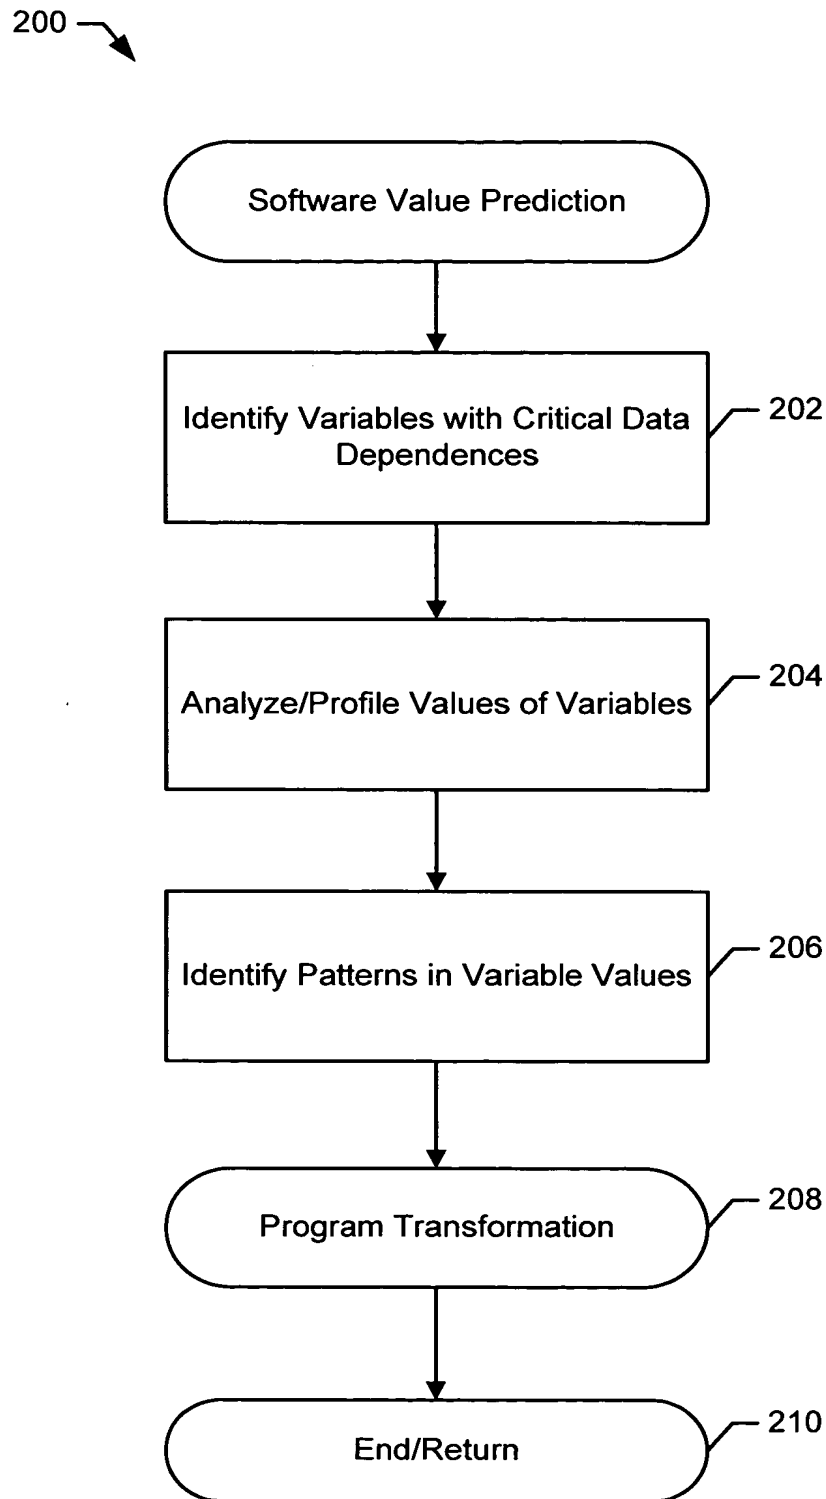 200
Software Value Prediction
Identify Variables with Critical Data
Dependences
202
Analyze/Profile Values of Variables
204
Identify Patterns in Variable Values
206
Program Transformation
208
End/Return
210